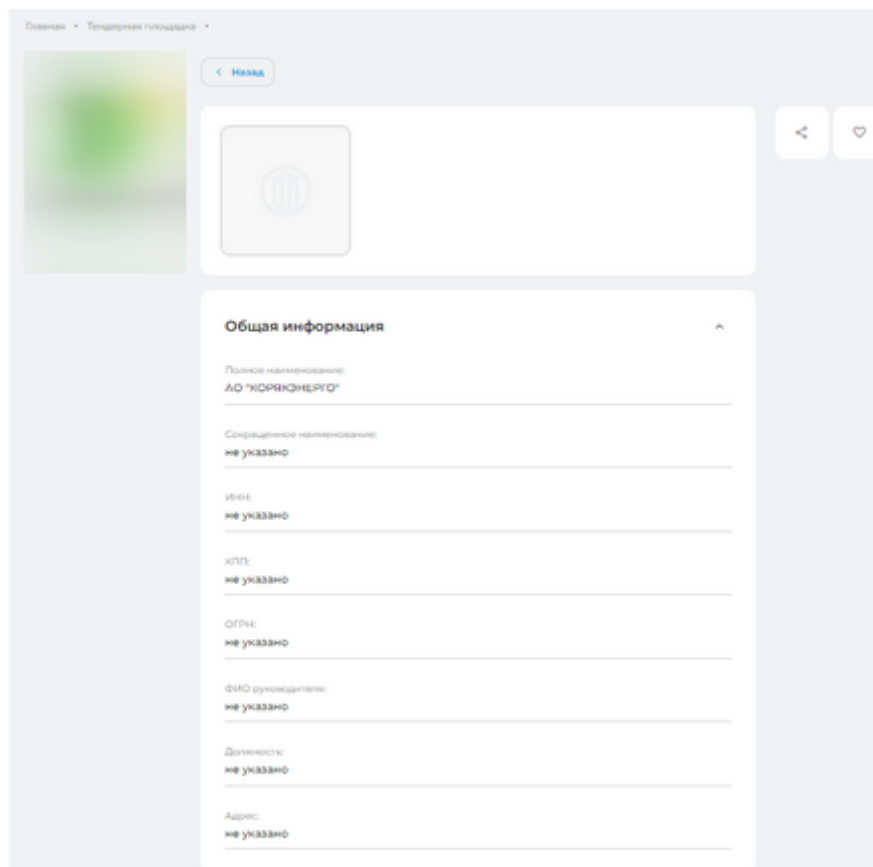 Главная • Тендерная площадка •
Назад
Общая информация
Полное наименование:
АО "КОРЯКЭНЕРГО"
Сокращенное наименование:
не указано
ИНН:
не указано
КПП:
не указано
ОГРН:
не указано
ФИО руководителя:
не указано
Должность:
не указано
Адрес:
не указано